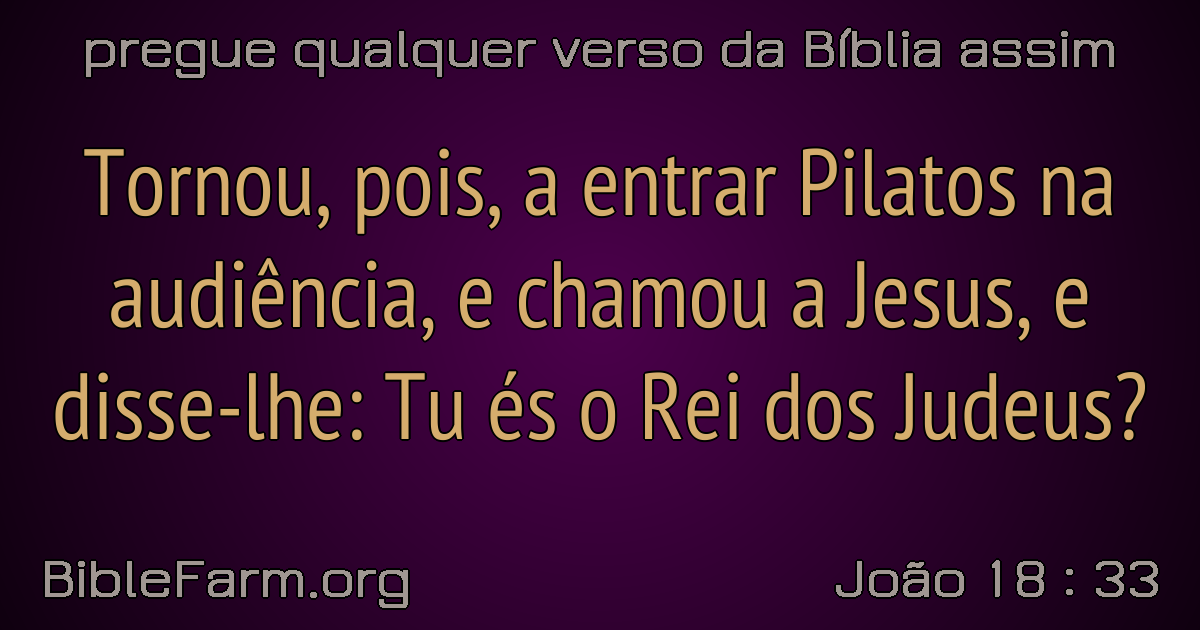 pregue qualquer verso da Bíblia assim
Tornou, pois, a entrar Pilatos na
audiência, e chamou a Jesus, e
disse-lhe: Tu és o Rei dos Judeus?
BibleFarm.org
João 18 : 33